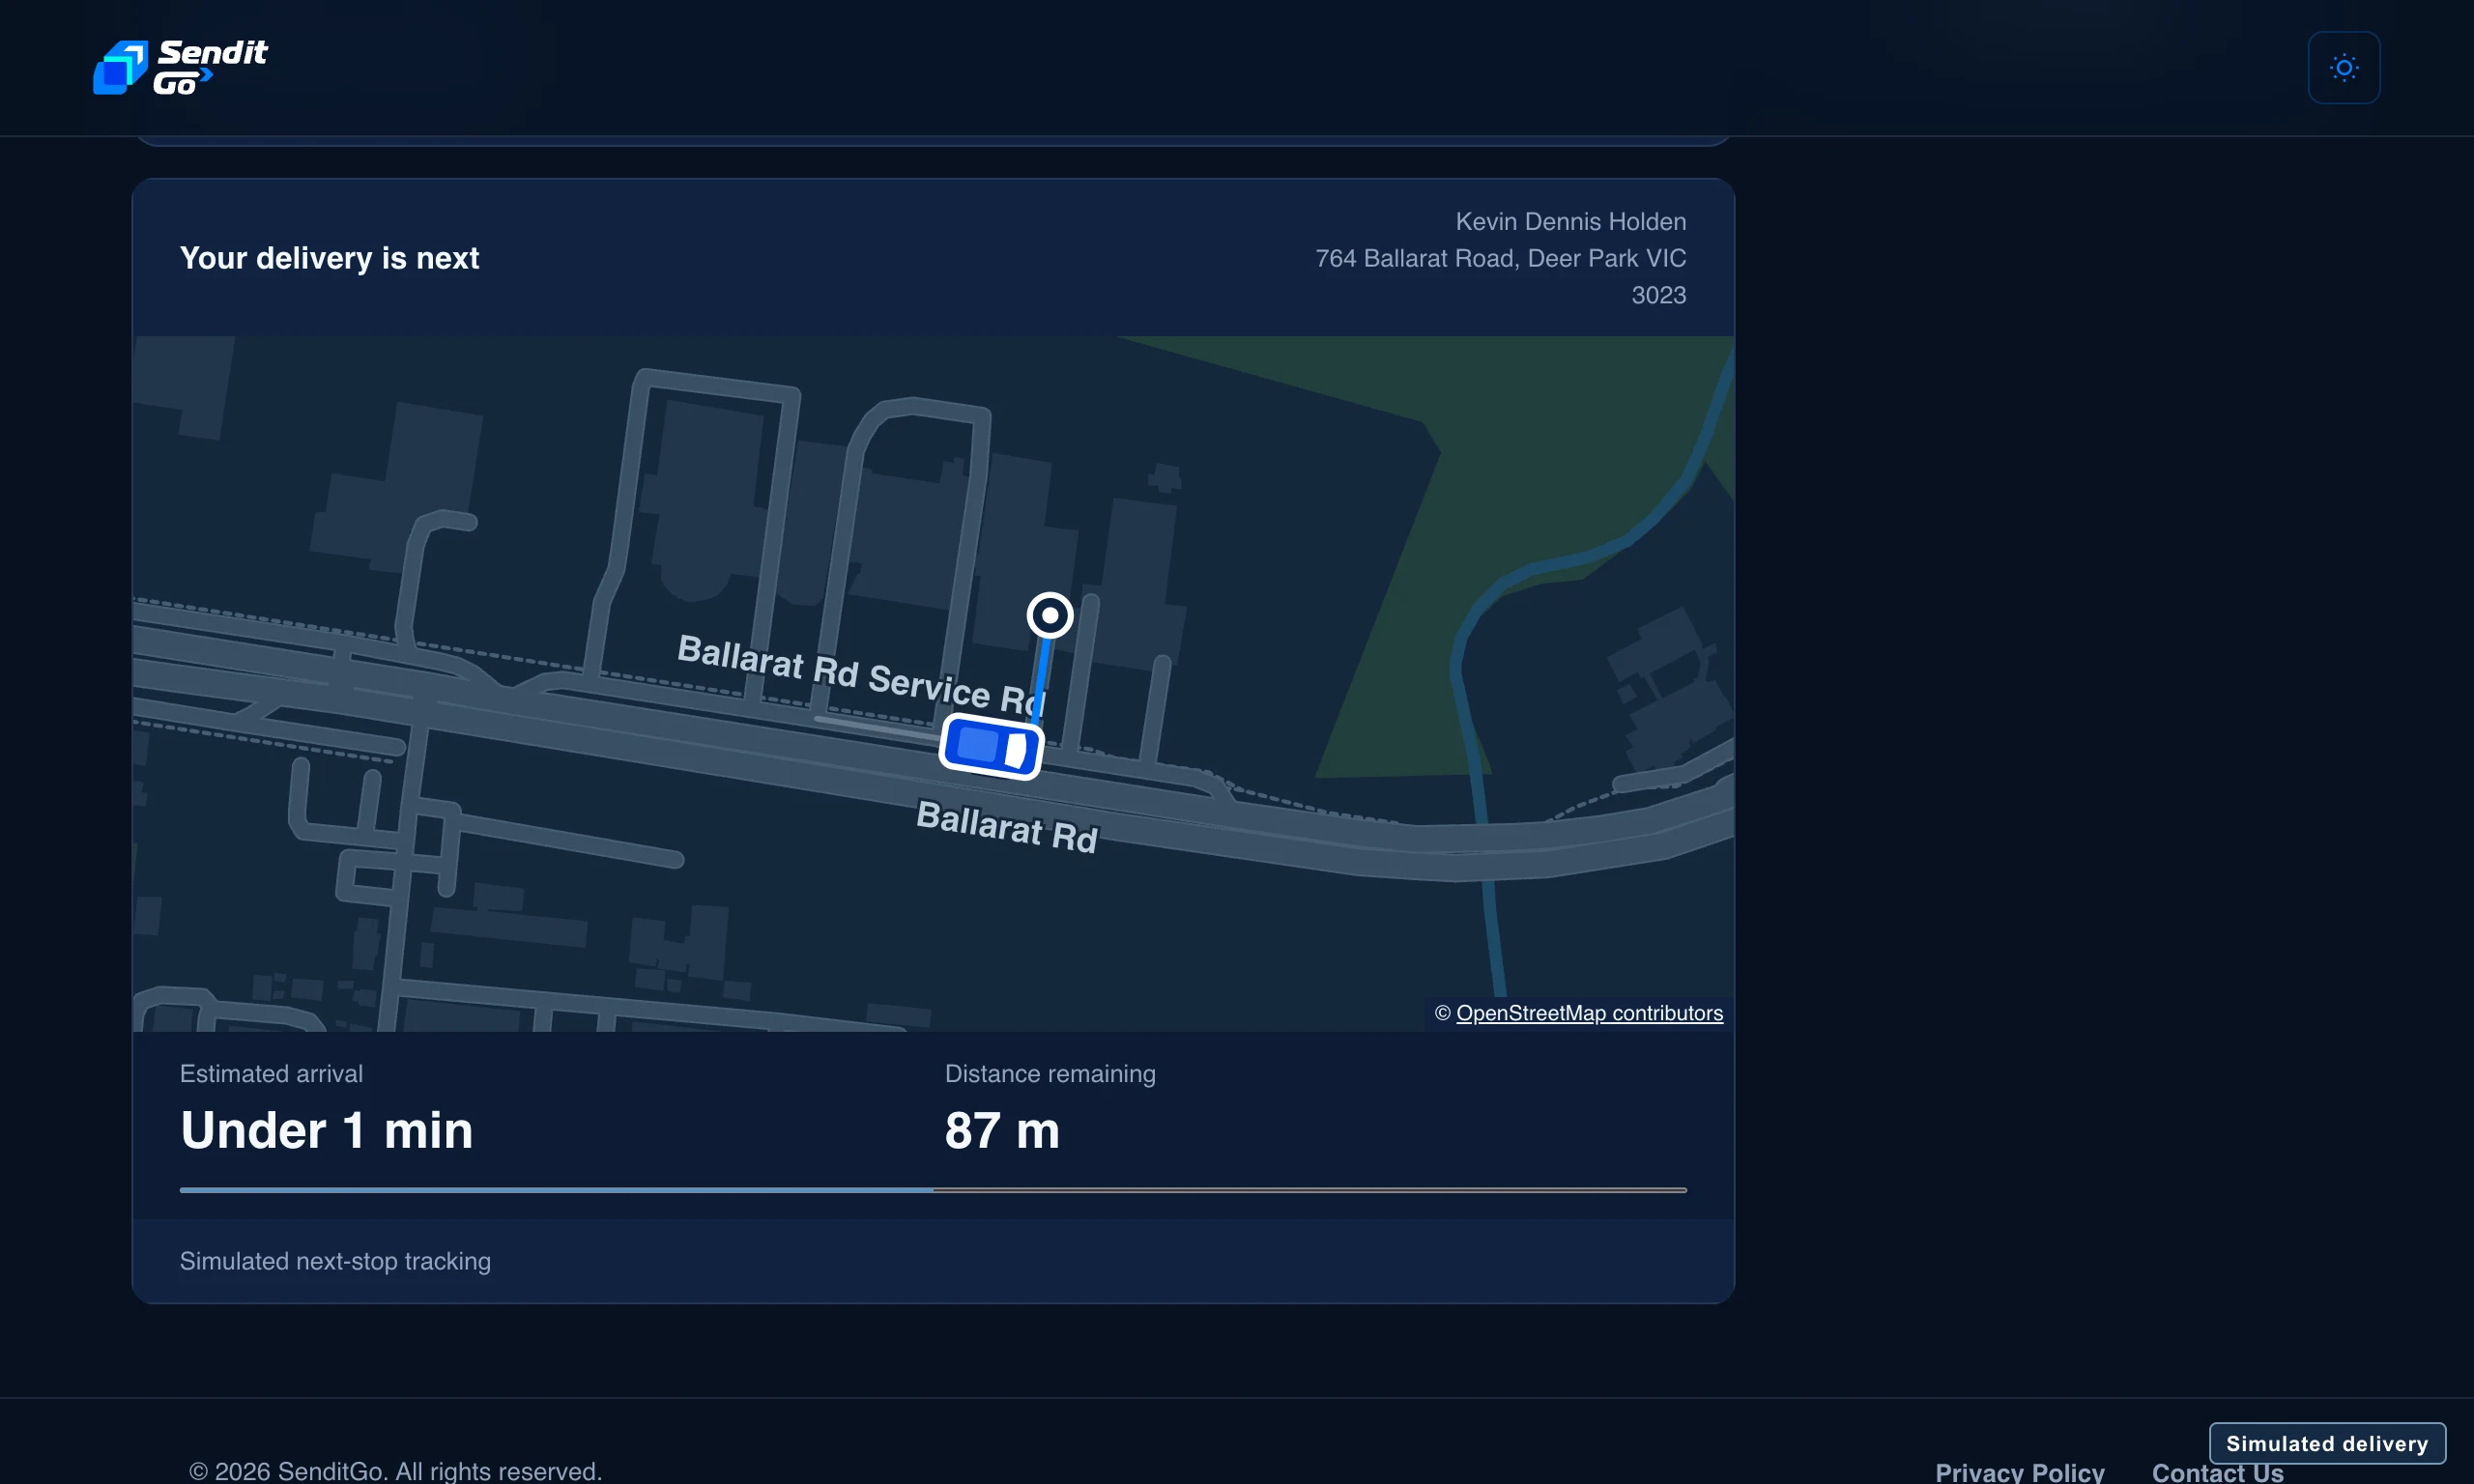 Sendit
Go
Your delivery is next
Kevin Dennis Holden
764 Ballarat Road, Deer Park VIC
3023
Ballarat Rd Service Rd
Ballarat Rd
© OpenStreetMap contributors
Estimated arrival
Distance remaining
Under 1 min
87 m
Simulated next-stop tracking
Simulated delivery
© 2026 SenditGo. All rights reserved.
Privacy Policy
Contact Us